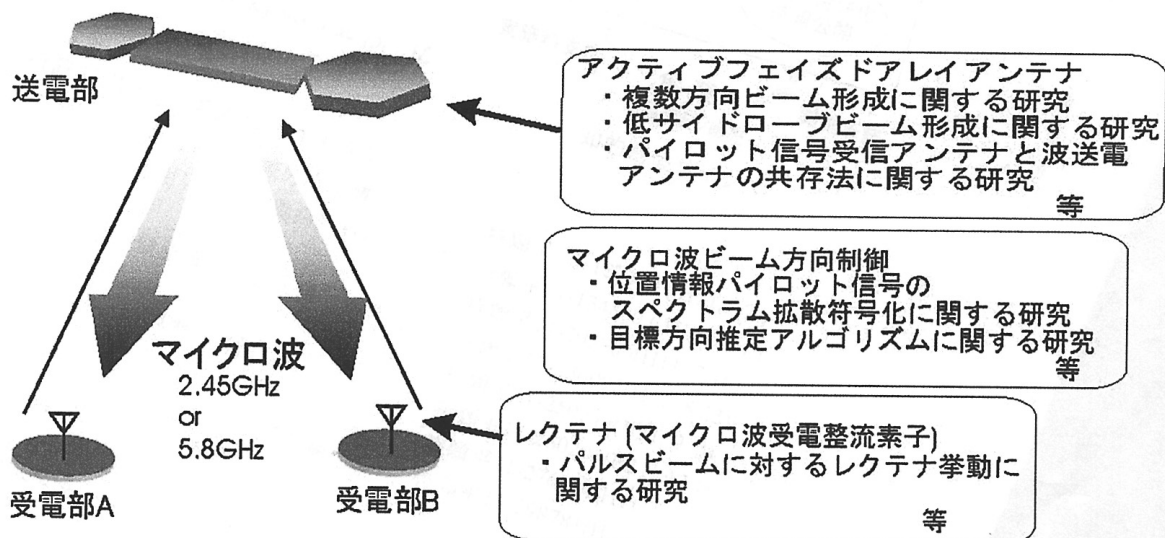 送電部
アクティブフェイズドアレイアンテナ
・複数方向ビーム形成に関する研究
・低サイドローブビーム形成に関する研究
・パイロット信号受信アンテナと波送電
アンテナの共存法に関する研究
等
マイクロ波ビーム方向制御
・位置情報パイロット信号の
スペクトラム拡散符号化に関する研究
・目標方向推定アルゴリズムに関する研究
等
マイクロ波
2.45GHz
or
5.8GHz
レクテナ (マイクロ波受電整流素子)
・パルスビームに対するレクテナ挙動に
関する研究
等
受電部A
受電部B